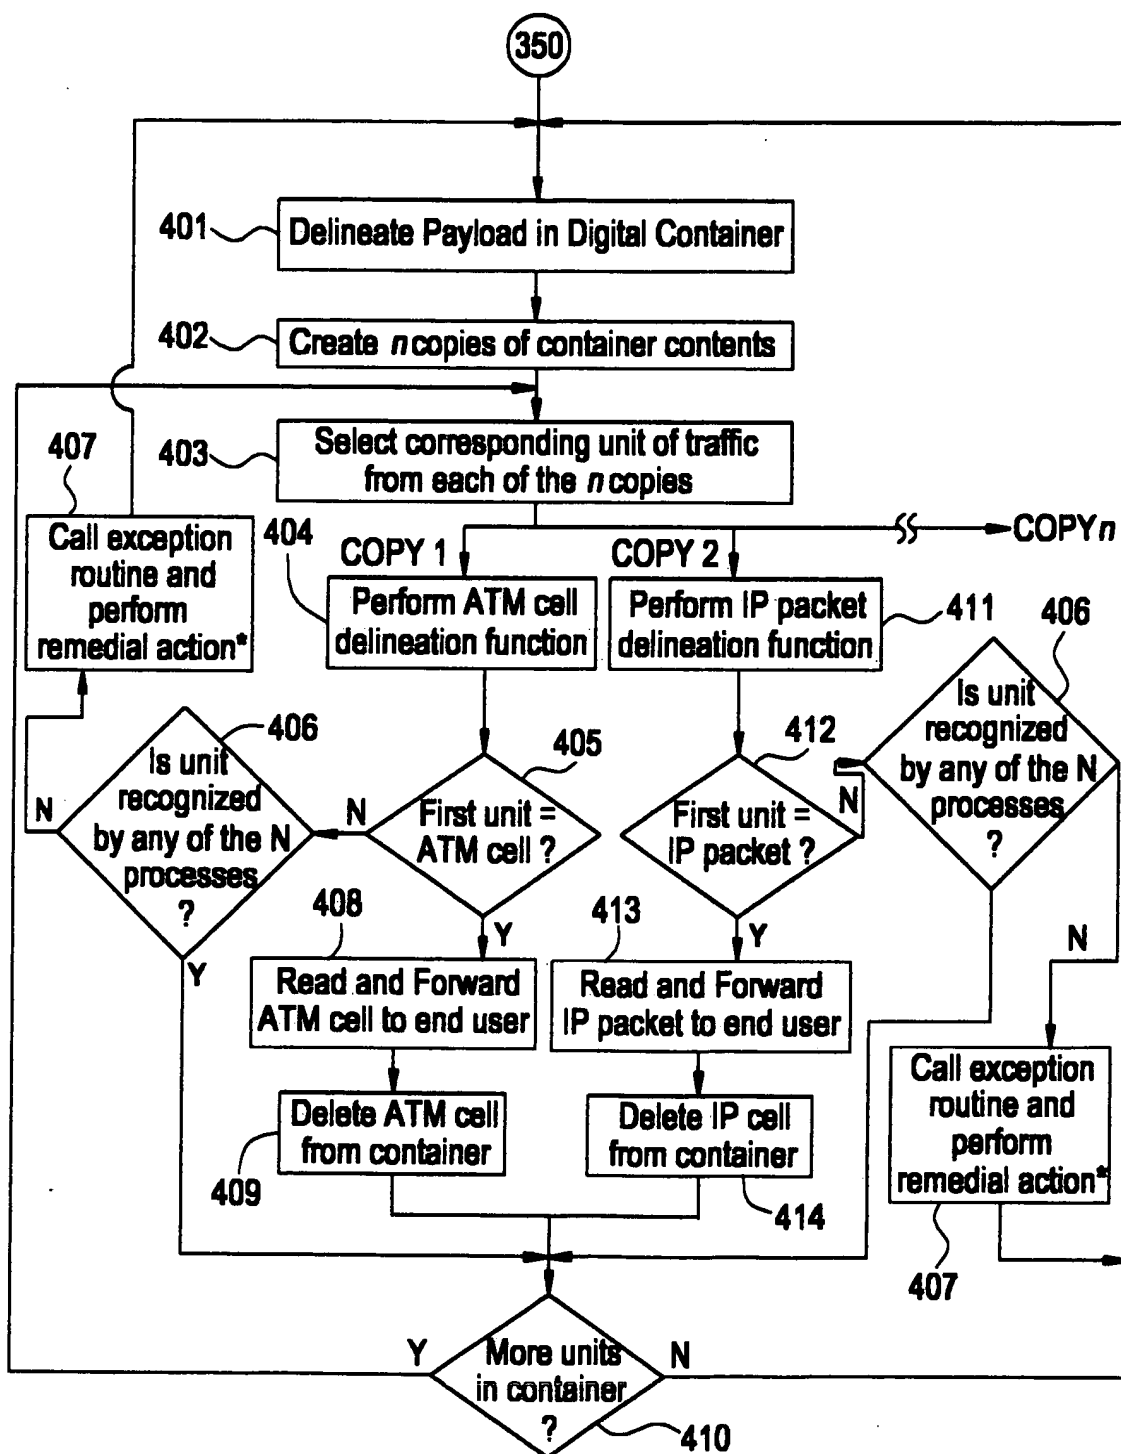 350
401
Delineate Payload in Digital Container
402
Create n copies of container contents
403
Select corresponding unit of traffic
from each of the n copies
407
Call exception
routine and
perform
remedial action*
404
COPY 1
Perform ATM cell
delineation function
COPY 2
Perform IP packet
delineation function
COPYn
411
406
Is unit
recognized
by any of the N
processes
?
N
406
Is unit
recognized
by any of the N
processes
?
Y
N
405
First unit =
ATM cell ?
Y
412
First unit =
IP packet ?
N
Y
N
408
Read and Forward
ATM cell to end user
413
Read and Forward
IP packet to end user
Delete ATM cell
from container
409
Delete IP cell
from container
414
Call exception
routine and
perform
remedial action*
407
Y
More units
in container
?
N
410